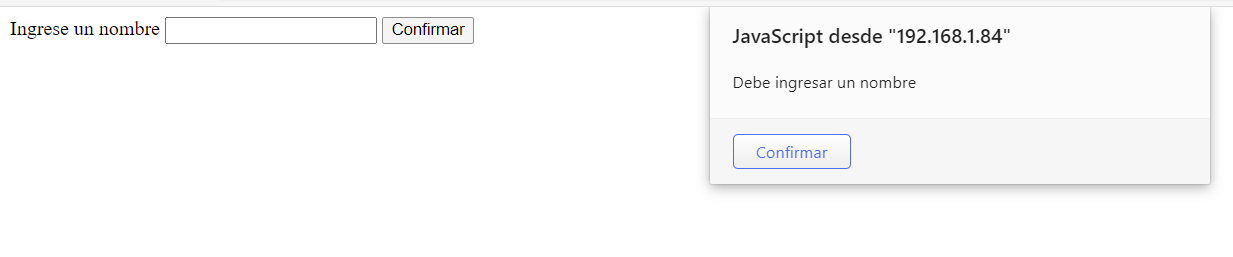 Ingrese un nombre Confirmar
JavaScript desde "192.168.1.84"
Debe ingresar un nombre
Confirmar